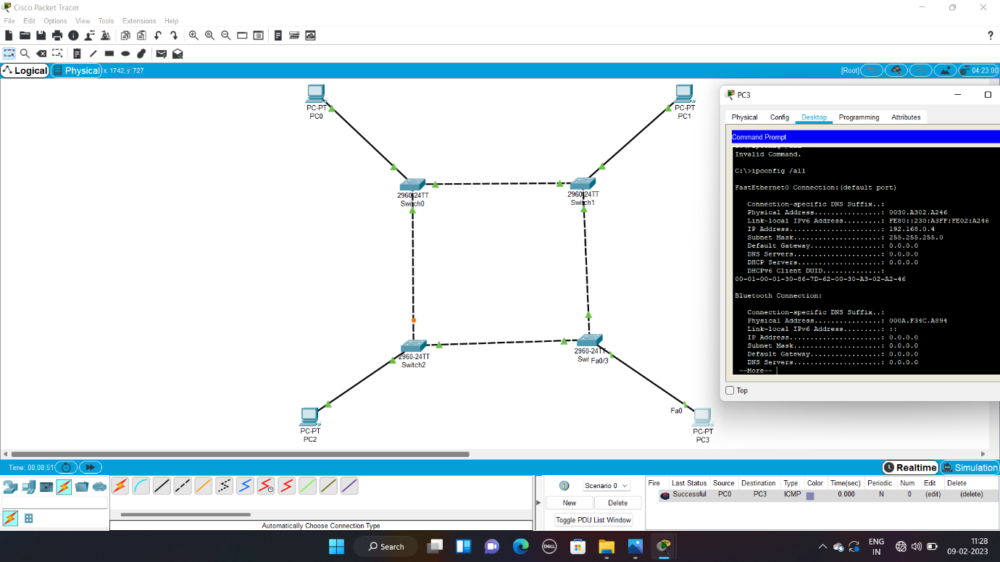 Cisco Packet Tracer
File Edit Options View Tools Extensions Help
?
Logical Physical x: 1742, y: 727 [Root] 04:23:00
PC-PT
PC0
PC-PT
PC1
2960-24TT
Switch0
2960-24TT
Switch1
2960-24TT
Switch2
2960-24TT
Swi Fa0/3
PC-PT
PC2
Fa0
PC-PT
PC3
PC3
Physical Config Desktop Programming Attributes
Command Prompt
Invalid Command.
C:\>ipconfig /all
FastEthernet0 Connection:(default port)
Connection-specific DNS Suffix..:
Physical Address................: 0030.A302.A246
Link-local IPv6 Address.........: FE80::230:A3FF:FE02:A246
IP Address......................: 192.168.0.4
Subnet Mask.....................: 255.255.255.0
Default Gateway.................: 0.0.0.0
DNS Servers.....................: 0.0.0.0
DHCP Servers....................: 0.0.0.0
DHCPv6 Client DUID..............:
00-01-00-01-30-86-7D-62-00-30-A3-02-A2-46
Bluetooth Connection:
Connection-specific DNS Suffix..:
Physical Address................: 000A.F34C.A894
Link-local IPv6 Address.........: ::
IP Address......................: 0.0.0.0
Subnet Mask.....................: 0.0.0.0
Default Gateway.................: 0.0.0.0
DNS Servers.....................: 0.0.0.0
--More--
Top
Time: 00:08:51 Realtime Simulation
Automatically Choose Connection Type
Scenario 0
New Delete
Toggle PDU List Window
Fire Last Status Source Destination Type Color Time(sec) Periodic Num Edit Delete
Successful PC0 PC3 ICMP 0.000 N 0 (edit) (delete)
Search
DELL
ENG
IN
11:28
09-02-2023